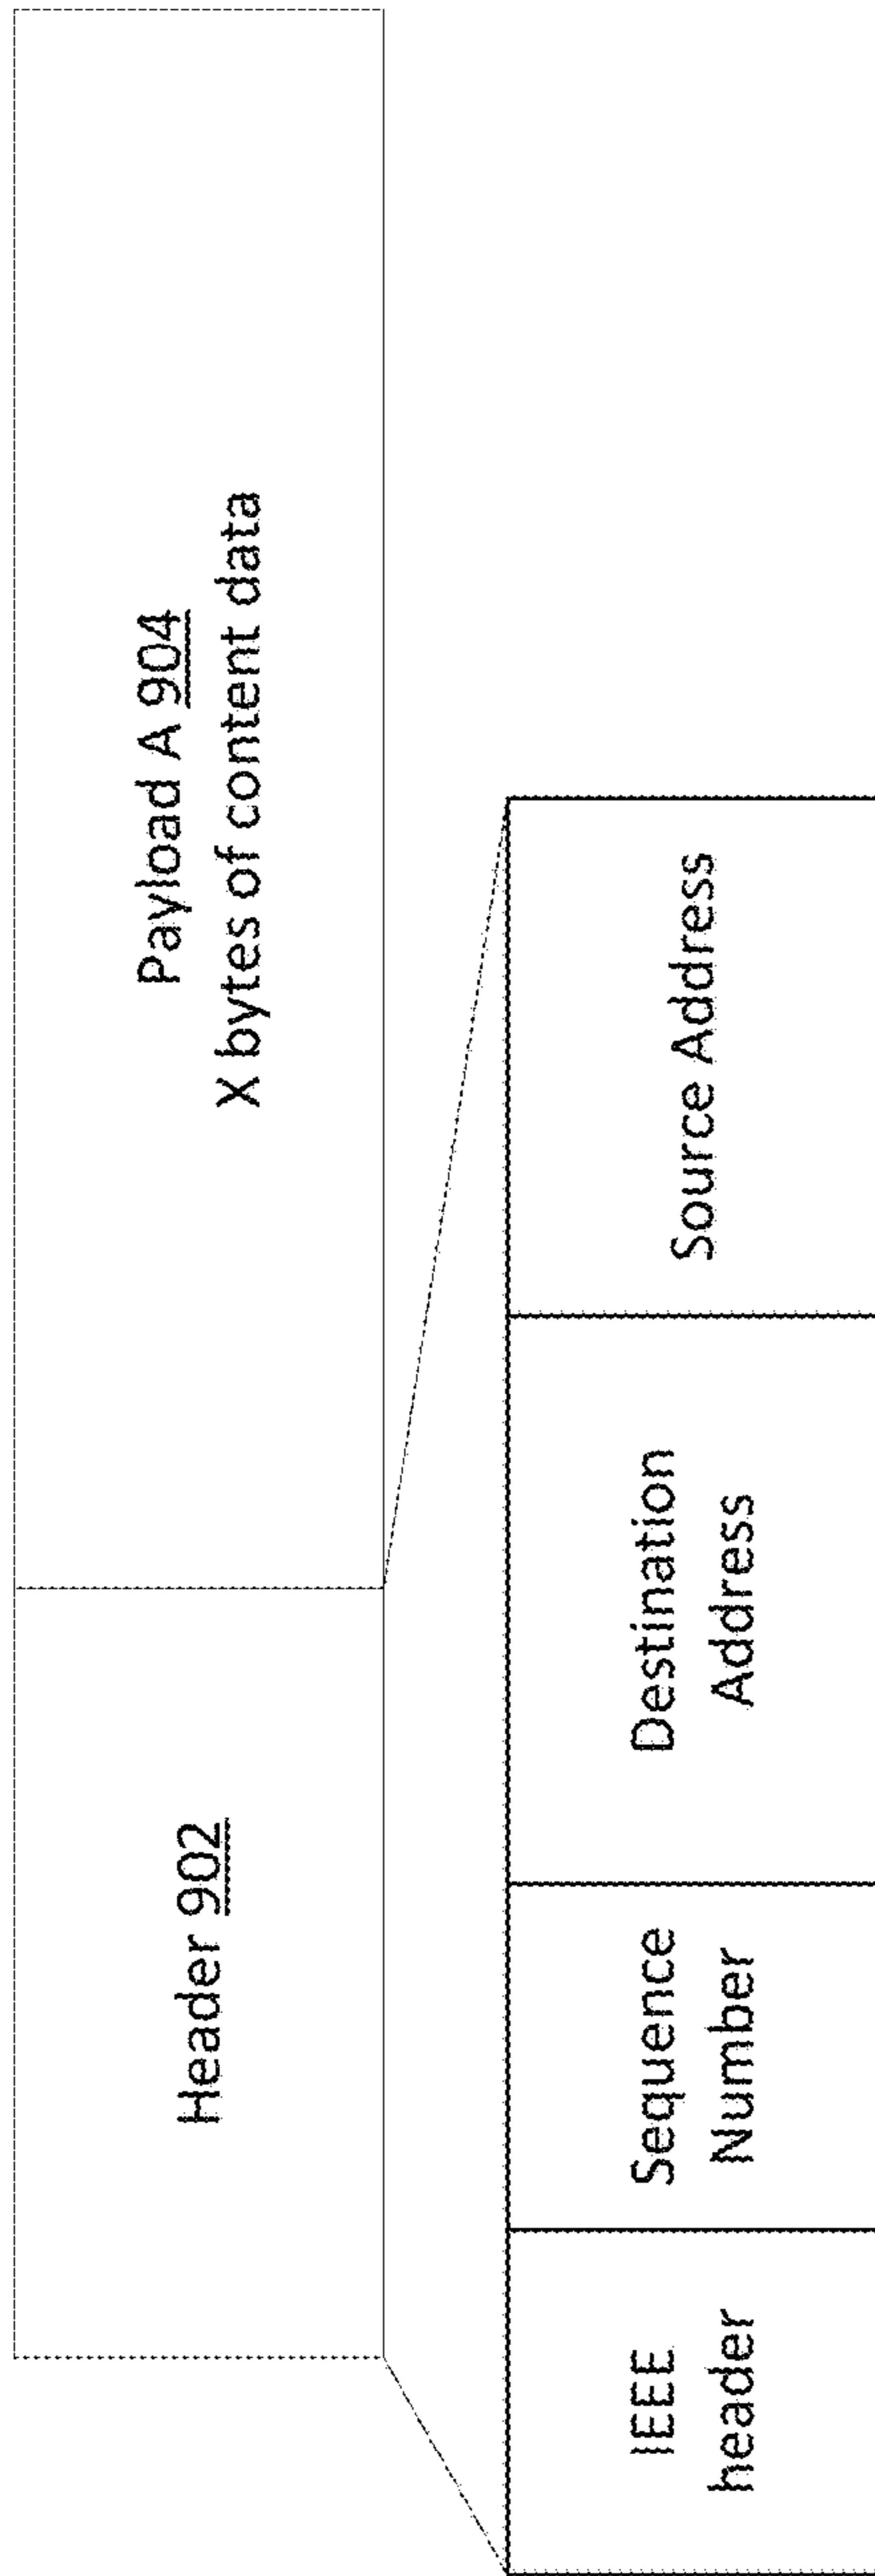 Header 902
Payload A 904
X bytes of content data
IEEE
header
Sequence
Number
Destination
Address
Source Address